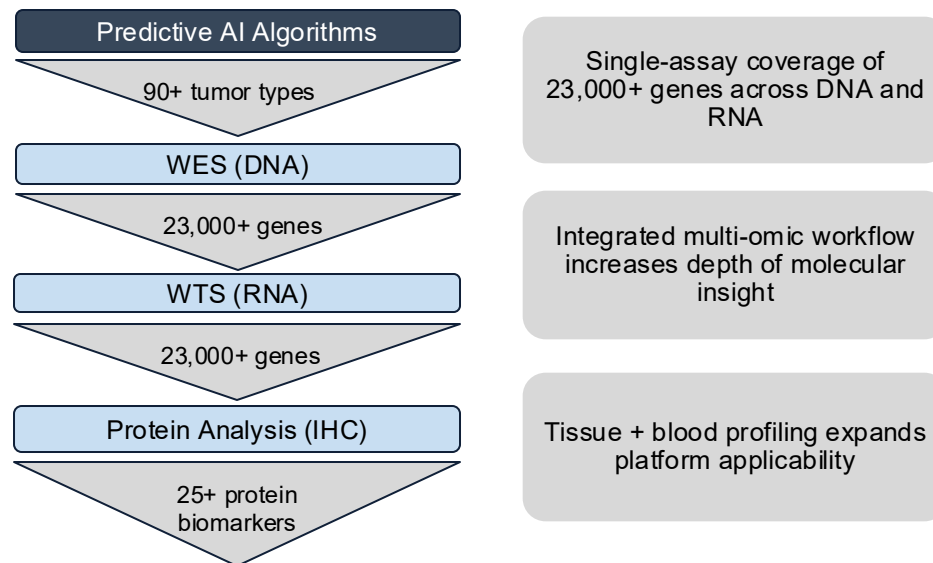 Predictive AI Algorithms
90+ tumor types
WES (DNA)
23,000+ genes
WTS (RNA)
23,000+ genes
Protein Analysis (IHC)
25+ protein
biomarkers
Single-assay coverage of
23,000+ genes across DNA and
RNA
Integrated multi-omic workflow
increases depth of molecular
insight
Tissue + blood profiling expands
platform applicability